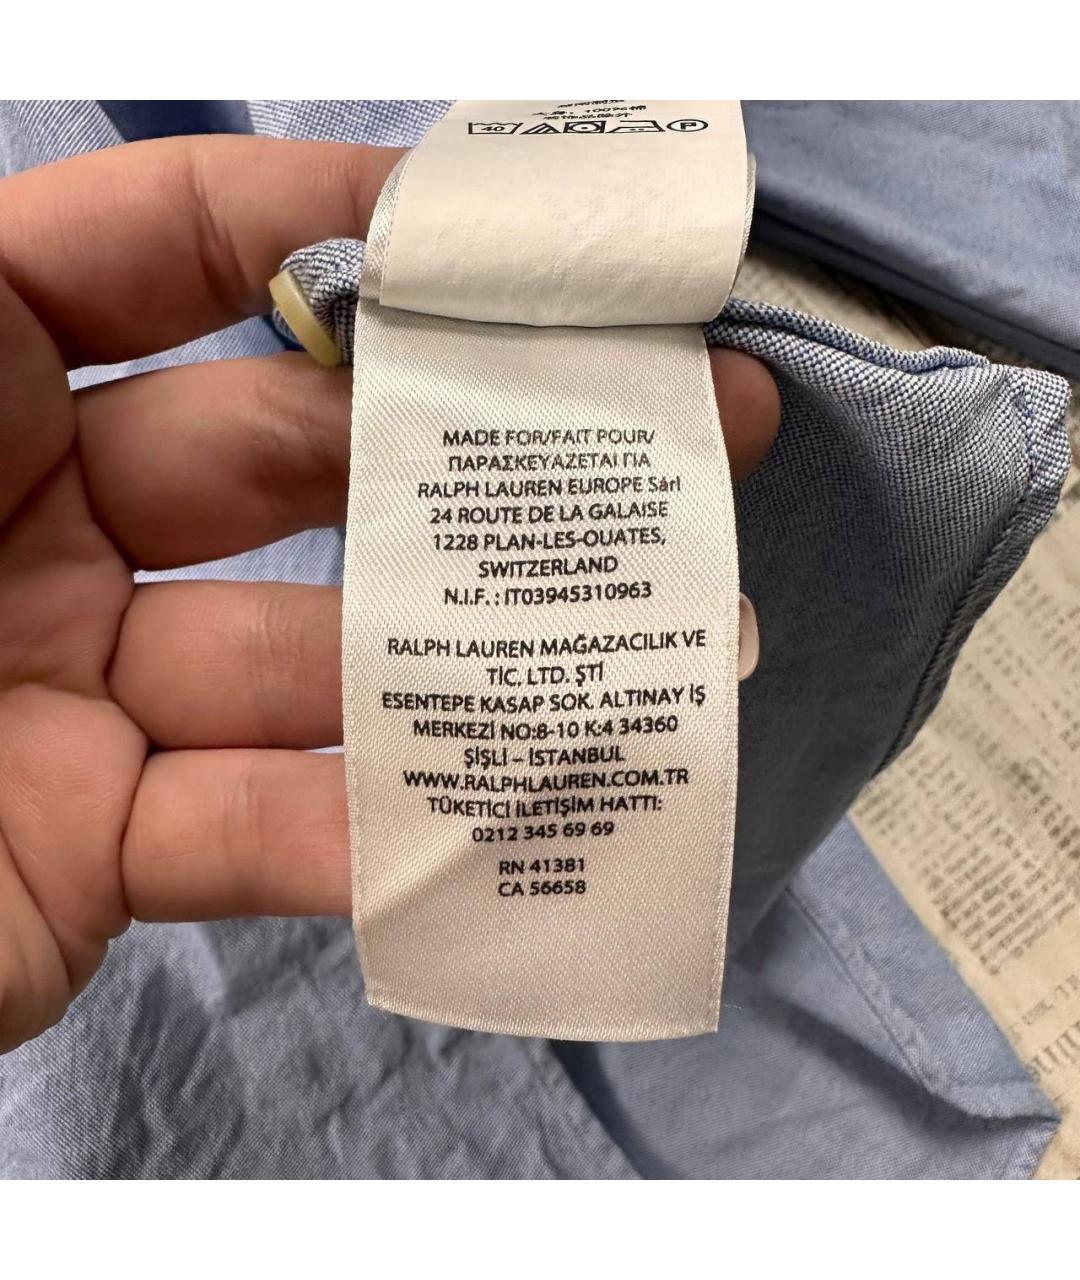 40 P
MADE FOR/FAIT POUR/
ΠΑΡΑΣΚΕΥΑΖΕΤΑΙ ΓΙΑ
RALPH LAUREN EUROPE Sàrl
24 ROUTE DE LA GALAISE
1228 PLAN-LES-OUATES,
SWITZERLAND
N.I.F. : IT03945310963
RALPH LAUREN MAĞAZACILIK VE
TİC. LTD. ŞTİ
ESENTEPE KASAP SOK. ALTINAY İŞ
MERKEZİ NO:8-10 K:4 34360
ŞİŞLİ – İSTANBUL
WWW.RALPHLAUREN.COM.TR
TÜKETİCİ İLETİŞİM HATTI:
0212 345 69 69
RN 41381
CA 56658